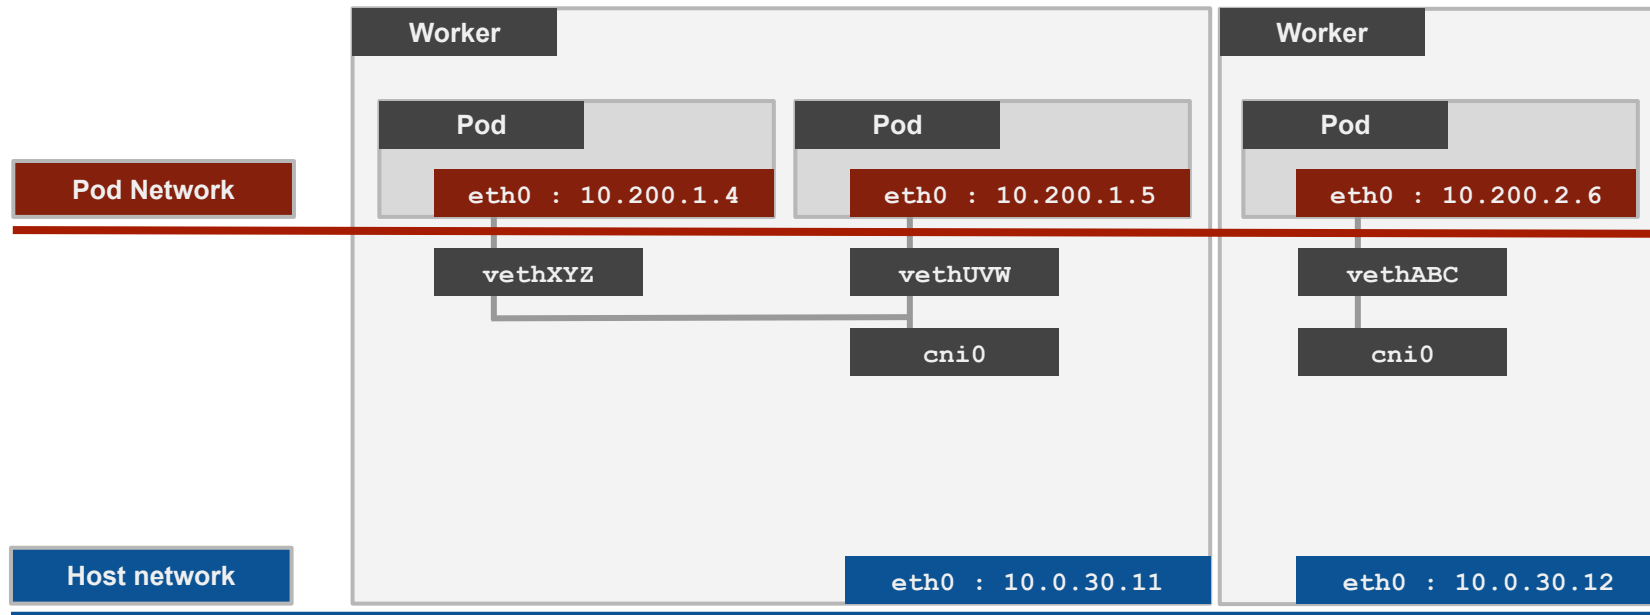 Worker
Worker
Pod
Pod
Pod
Pod Network
eth0 : 10.200.1.4
eth0 : 10.200.1.5
eth0 : 10.200.2.6
vethXYZ
vethUVW
vethABC
cni0
cni0
Host network
eth0 : 10.0.30.11
eth0 : 10.0.30.12